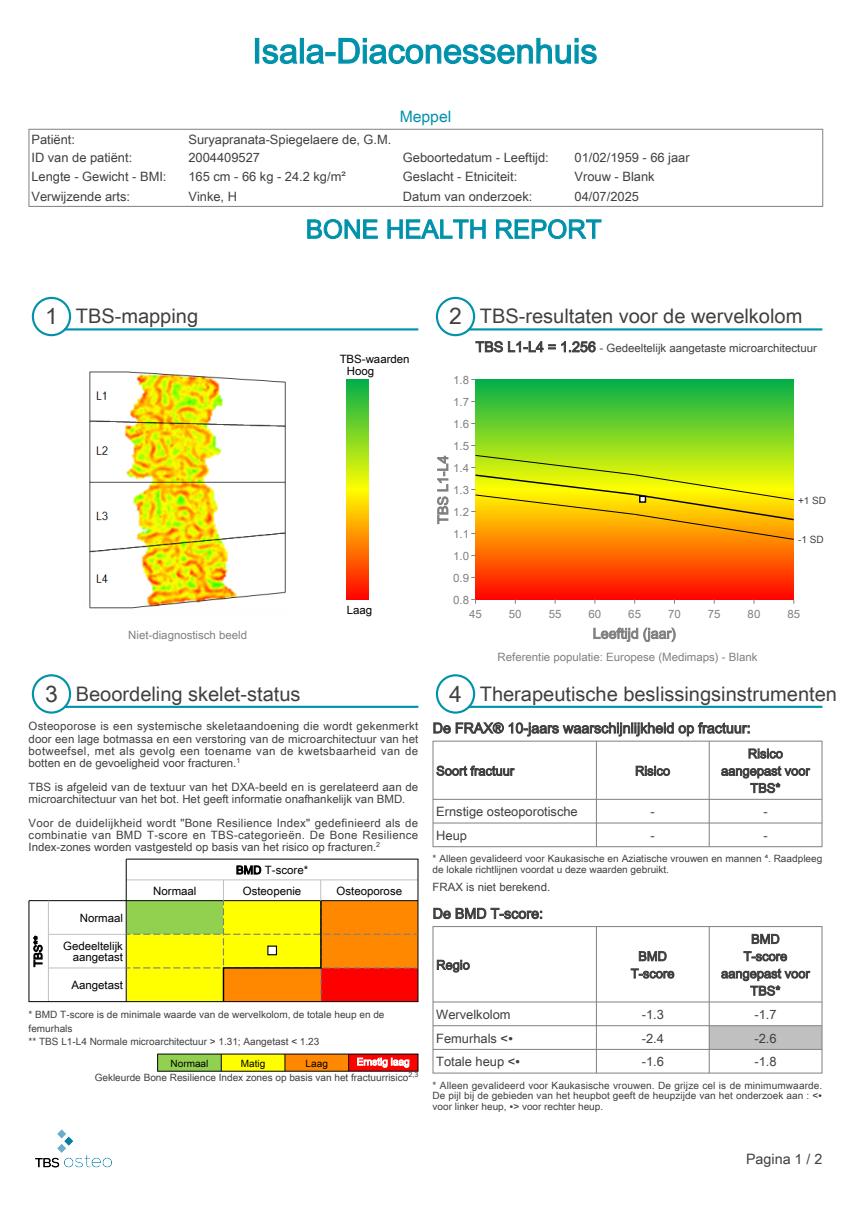 Isala-Diaconessenhuis
Meppel
Patiënt: Suryapranata-Spiegelaere de, G.M.
ID van de patiënt: 2004409527 Geboortedatum - Leeftijd: 01/02/1959 - 66 jaar
Lengte - Gewicht - BMI: 165 cm - 66 kg - 24.2 kg/m² Geslacht - Etniciteit: Vrouw - Blank
Verwijzende arts: Vinke, H Datum van onderzoek: 04/07/2025
BONE HEALTH REPORT
1 TBS-mapping
TBS-waarden
Hoog
L1
L2
L3
L4
Laag
Niet-diagnostisch beeld
2 TBS-resultaten voor de wervelkolom
TBS L1-L4 = 1.256 - Gedeeltelijk aangetaste microarchitectuur
TBS L1-L4
1.8
1.7
1.6
1.5
1.4
1.3
1.2
1.1
1.0
0.9
0.8
+1 SD
-1 SD
45 50 55 60 65 70 75 80 85
Leeftijd (jaar)
Referentie populatie: Europese (Medimaps) - Blank
3 Beoordeling skelet-status
Osteoporose is een systemische skeletaandoening die wordt gekenmerkt
door een lage botmassa en een verstoring van de microarchitectuur van het
botweefsel, met als gevolg een toename van de kwetsbaarheid van de
botten en de gevoeligheid voor fracturen.¹
TBS is afgeleid van de textuur van het DXA-beeld en is gerelateerd aan de
microarchitectuur van het bot. Het geeft informatie onafhankelijk van BMD.
Voor de duidelijkheid wordt "Bone Resilience Index" gedefinieerd als de
combinatie van BMD T-score en TBS-categorieën. De Bone Resilience
Index-zones worden vastgesteld op basis van het risico op fracturen.²
BMD T-score*
Normaal Osteopenie Osteoporose
TBS**
Normaal
Gedeeltelijk
aangetast
Aangetast
* BMD T-score is de minimale waarde van de wervelkolom, de totale heup en de
femurhals
** TBS L1-L4 Normale microarchitectuur > 1.31; Aangetast < 1.23
Normaal Matig Laag Ernstig laag
Gekleurde Bone Resilience Index zones op basis van het fractuurrisico²,³
4 Therapeutische beslissingsinstrumenten
De FRAX® 10-jaars waarschijnlijkheid op fractuur:
Soort fractuur Risico Risico
aangepast voor
TBS*
Ernstige osteoporotische - -
Heup - -
* Alleen gevalideerd voor Kaukasische en Aziatische vrouwen en mannen ⁴. Raadpleeg
de lokale richtlijnen voordat u deze waarden gebruikt.
FRAX is niet berekend.
De BMD T-score:
Regio BMD
T-score BMD
T-score
aangepast voor
TBS*
Wervelkolom -1.3 -1.7
Femurhals <• -2.4 -2.6
Totale heup <• -1.6 -1.8
* Alleen gevalideerd voor Kaukasische vrouwen. De grijze cel is de minimumwaarde.
De pijl bij de gebieden van het heupbot geeft de heupzijde van het onderzoek aan : <•
voor linker heup, •> voor rechter heup.
TBS osteo
Pagina 1 / 2